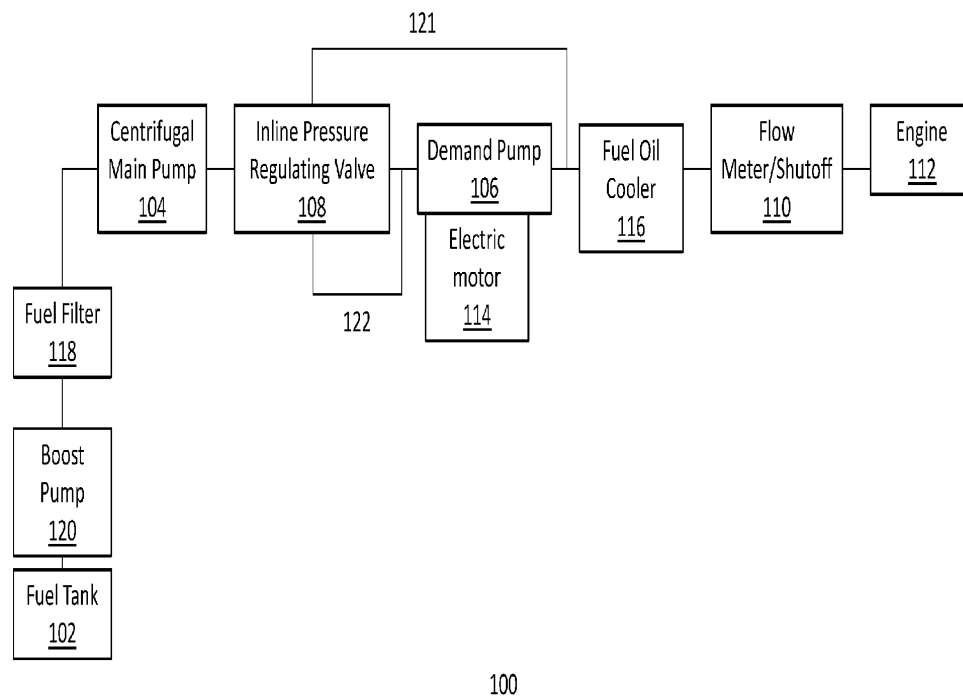 121
Centrifugal
Main Pump
104
Inline Pressure
Regulating Valve
108
Demand Pump
106
Fuel Oil
Cooler
116
Flow
Meter/Shutoff
110
Engine
112
Electric
motor
114
122
Fuel Filter
118
Boost
Pump
120
Fuel Tank
102
100